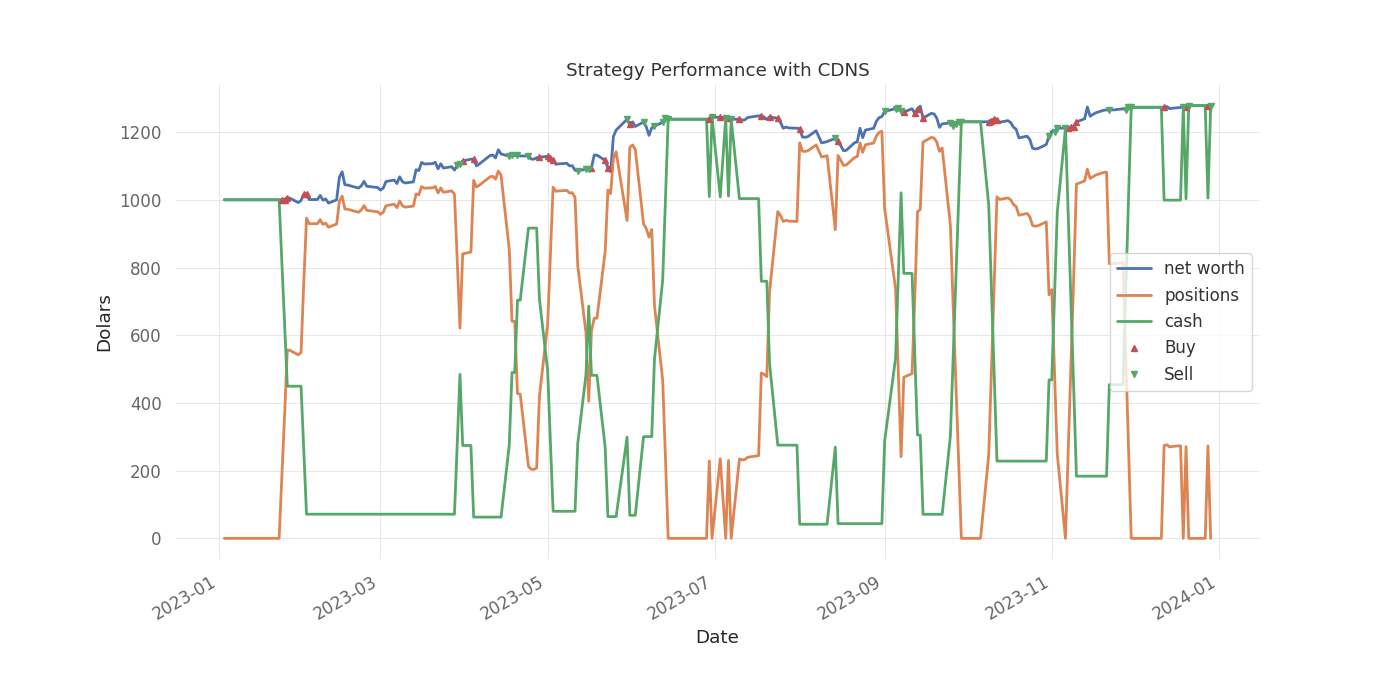 Strategy Performance with CDNS
Dolars
1200
1000
800
600
400
200
0
net worth
positions
cash
Buy
Sell
2023-01
2023-03
2023-05
2023-07
2023-09
2023-11
2024-01
Date